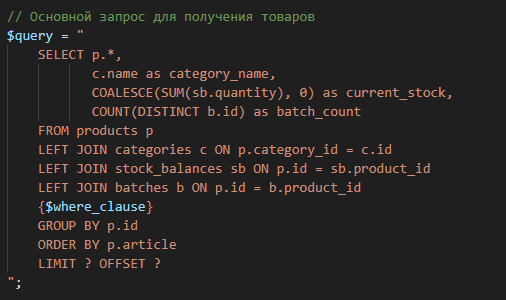 // Основной запрос для получения товаров
$query = "
    SELECT p.*,
           c.name as category_name,
           COALESCE(SUM(sb.quantity), 0) as current_stock,
           COUNT(DISTINCT b.id) as batch_count
    FROM products p
    LEFT JOIN categories c ON p.category_id = c.id
    LEFT JOIN stock_balances sb ON p.id = sb.product_id
    LEFT JOIN batches b ON p.id = b.product_id
    {$where_clause}
    GROUP BY p.id
    ORDER BY p.article
    LIMIT ? OFFSET ?
";